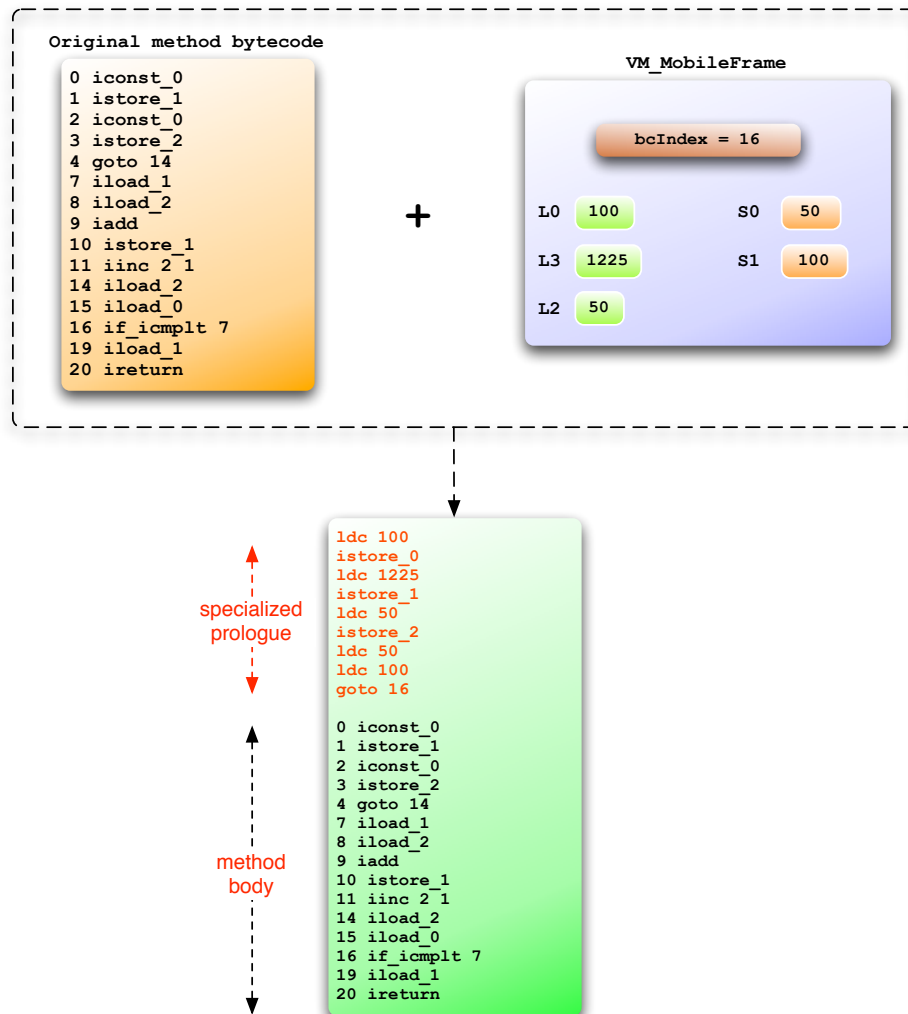 Original method bytecode
0 iconst_0
1 istore_1
2 iconst_0
3 istore_2
4 goto 14
7 iload_1
8 iload_2
9 iadd
10 istore_1
11 iinc 2 1
14 iload_2
15 iload_0
16 if_icmplt 7
19 iload_1
20 ireturn
+
VM_MobileFrame
bcIndex = 16
L0 100 S0 50
L3 1225 S1 100
L2 50
specialized
prologue
ldc 100
istore_0
ldc 1225
istore_1
ldc 50
istore_2
ldc 50
ldc 100
goto 16
method
body
0 iconst_0
1 istore_1
2 iconst_0
3 istore_2
4 goto 14
7 iload_1
8 iload_2
9 iadd
10 istore_1
11 iinc 2 1
14 iload_2
15 iload_0
16 if_icmplt 7
19 iload_1
20 ireturn